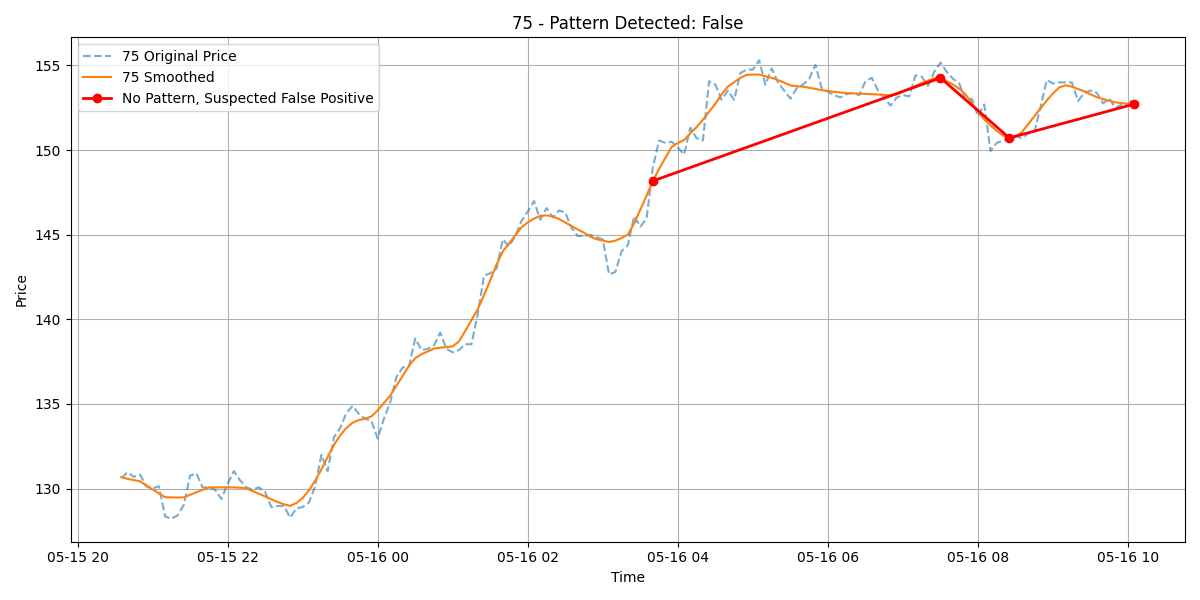 75 - Pattern Detected: False
75 Original Price
75 Smoothed
No Pattern, Suspected False Positive
Price
155
150
145
140
135
130
05-15 20
05-15 22
05-16 00
05-16 02
05-16 04
05-16 06
05-16 08
05-16 10
Time